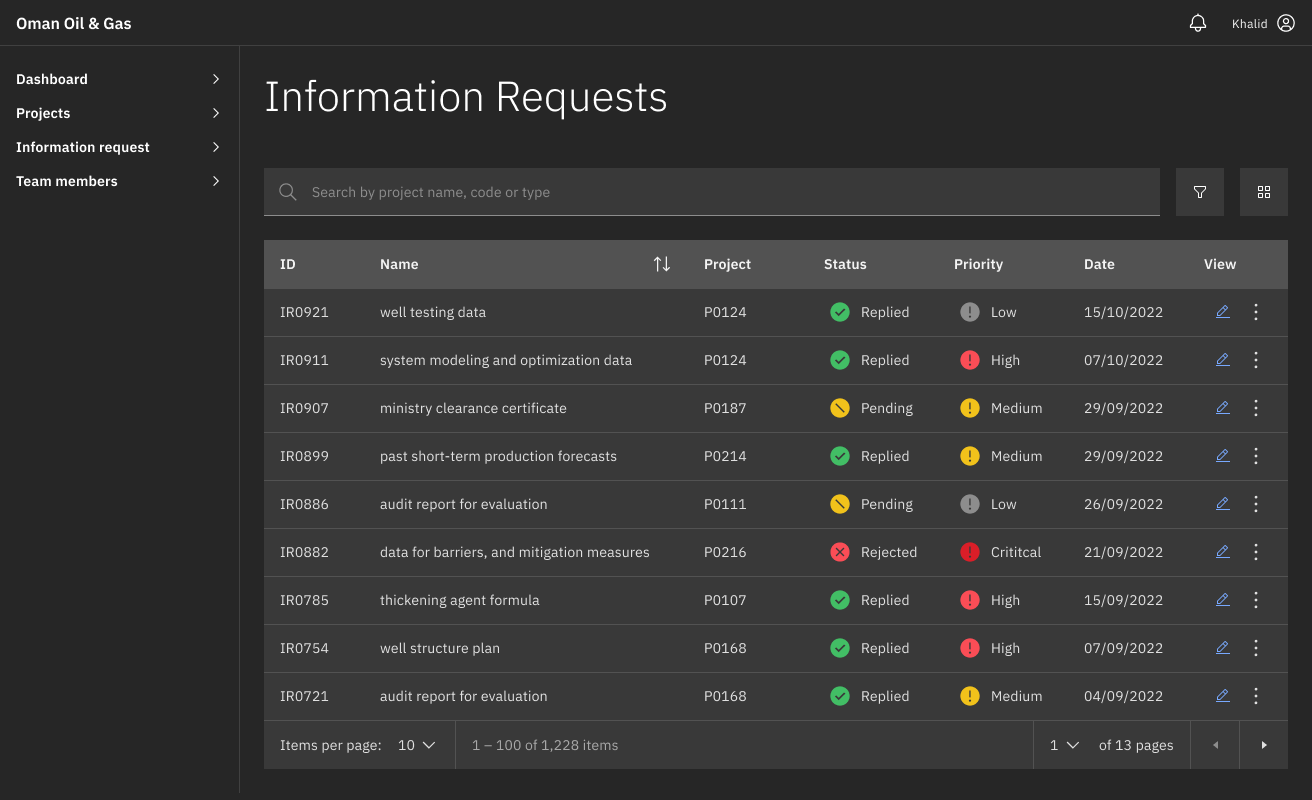 Oman Oil & Gas
Khalid
Dashboard
Projects
Information request
Team members
Information Requests
Search by project name, code or type
ID Name Project Status Priority Date View
IR0921 well testing data P0124 Replied Low 15/10/2022
IR0911 system modeling and optimization data P0124 Replied High 07/10/2022
IR0907 ministry clearance certificate P0187 Pending Medium 29/09/2022
IR0899 past short-term production forecasts P0214 Replied Medium 29/09/2022
IR0886 audit report for evaluation P0111 Pending Low 26/09/2022
IR0882 data for barriers, and mitigation measures P0216 Rejected Crititcal 21/09/2022
IR0785 thickening agent formula P0107 Replied High 15/09/2022
IR0754 well structure plan P0168 Replied High 07/09/2022
IR0721 audit report for evaluation P0168 Replied Medium 04/09/2022
Items per page: 10 1 – 100 of 1,228 items 1 of 13 pages